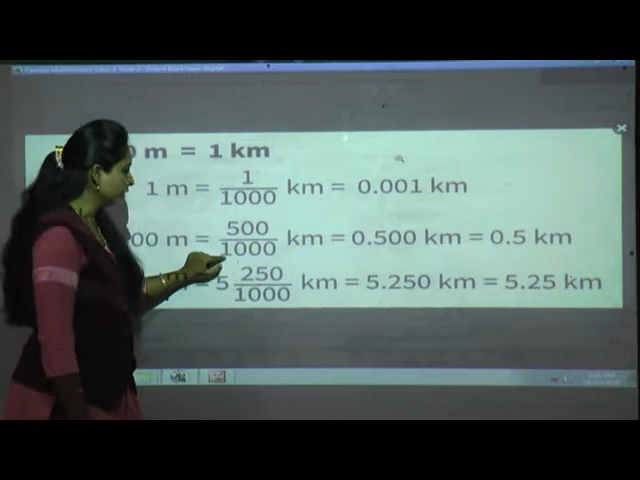 0 m = 1 km
1 m = 1/1000 km = 0.001 km
00 m = 500/1000 km = 0.500 km = 0.5 km
= 5 250/1000 km = 5.250 km = 5.25 km